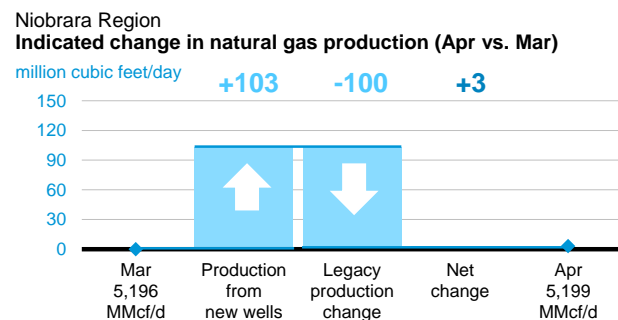 Niobrara Region
Indicated change in natural gas production (Apr vs. Mar)
million cubic feet/day
+103 -100 +3
150
120
90
60
30
0
Mar Production Legacy Net Apr
5,196 from production change 5,199
MMcf/d new wells change MMcf/d